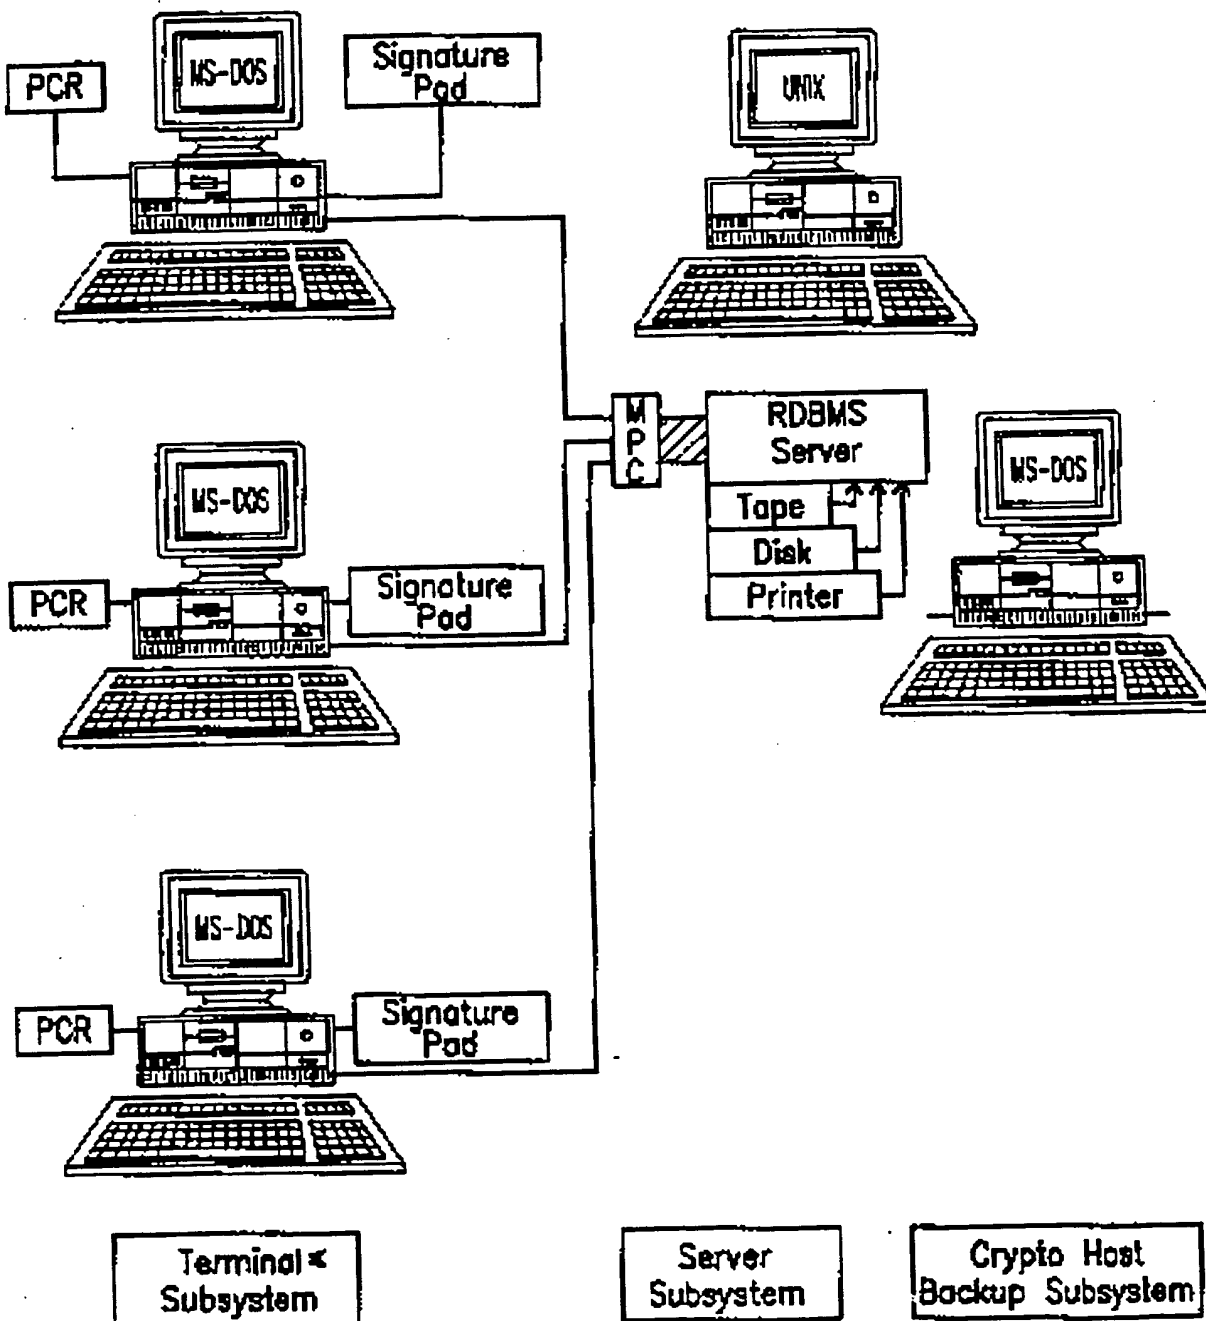 PCR
MS-DOS
Signature
Pad
UNIX
M
P
C
RDBMS
Server
Tape
Disk
Printer
MS-DOS
MS-DOS
PCR
Signature
Pad
MS-DOS
PCR
Signature
Pad
Terminal*
Subsystem
Server
Subsystem
Crypto Host
Backup Subsystem